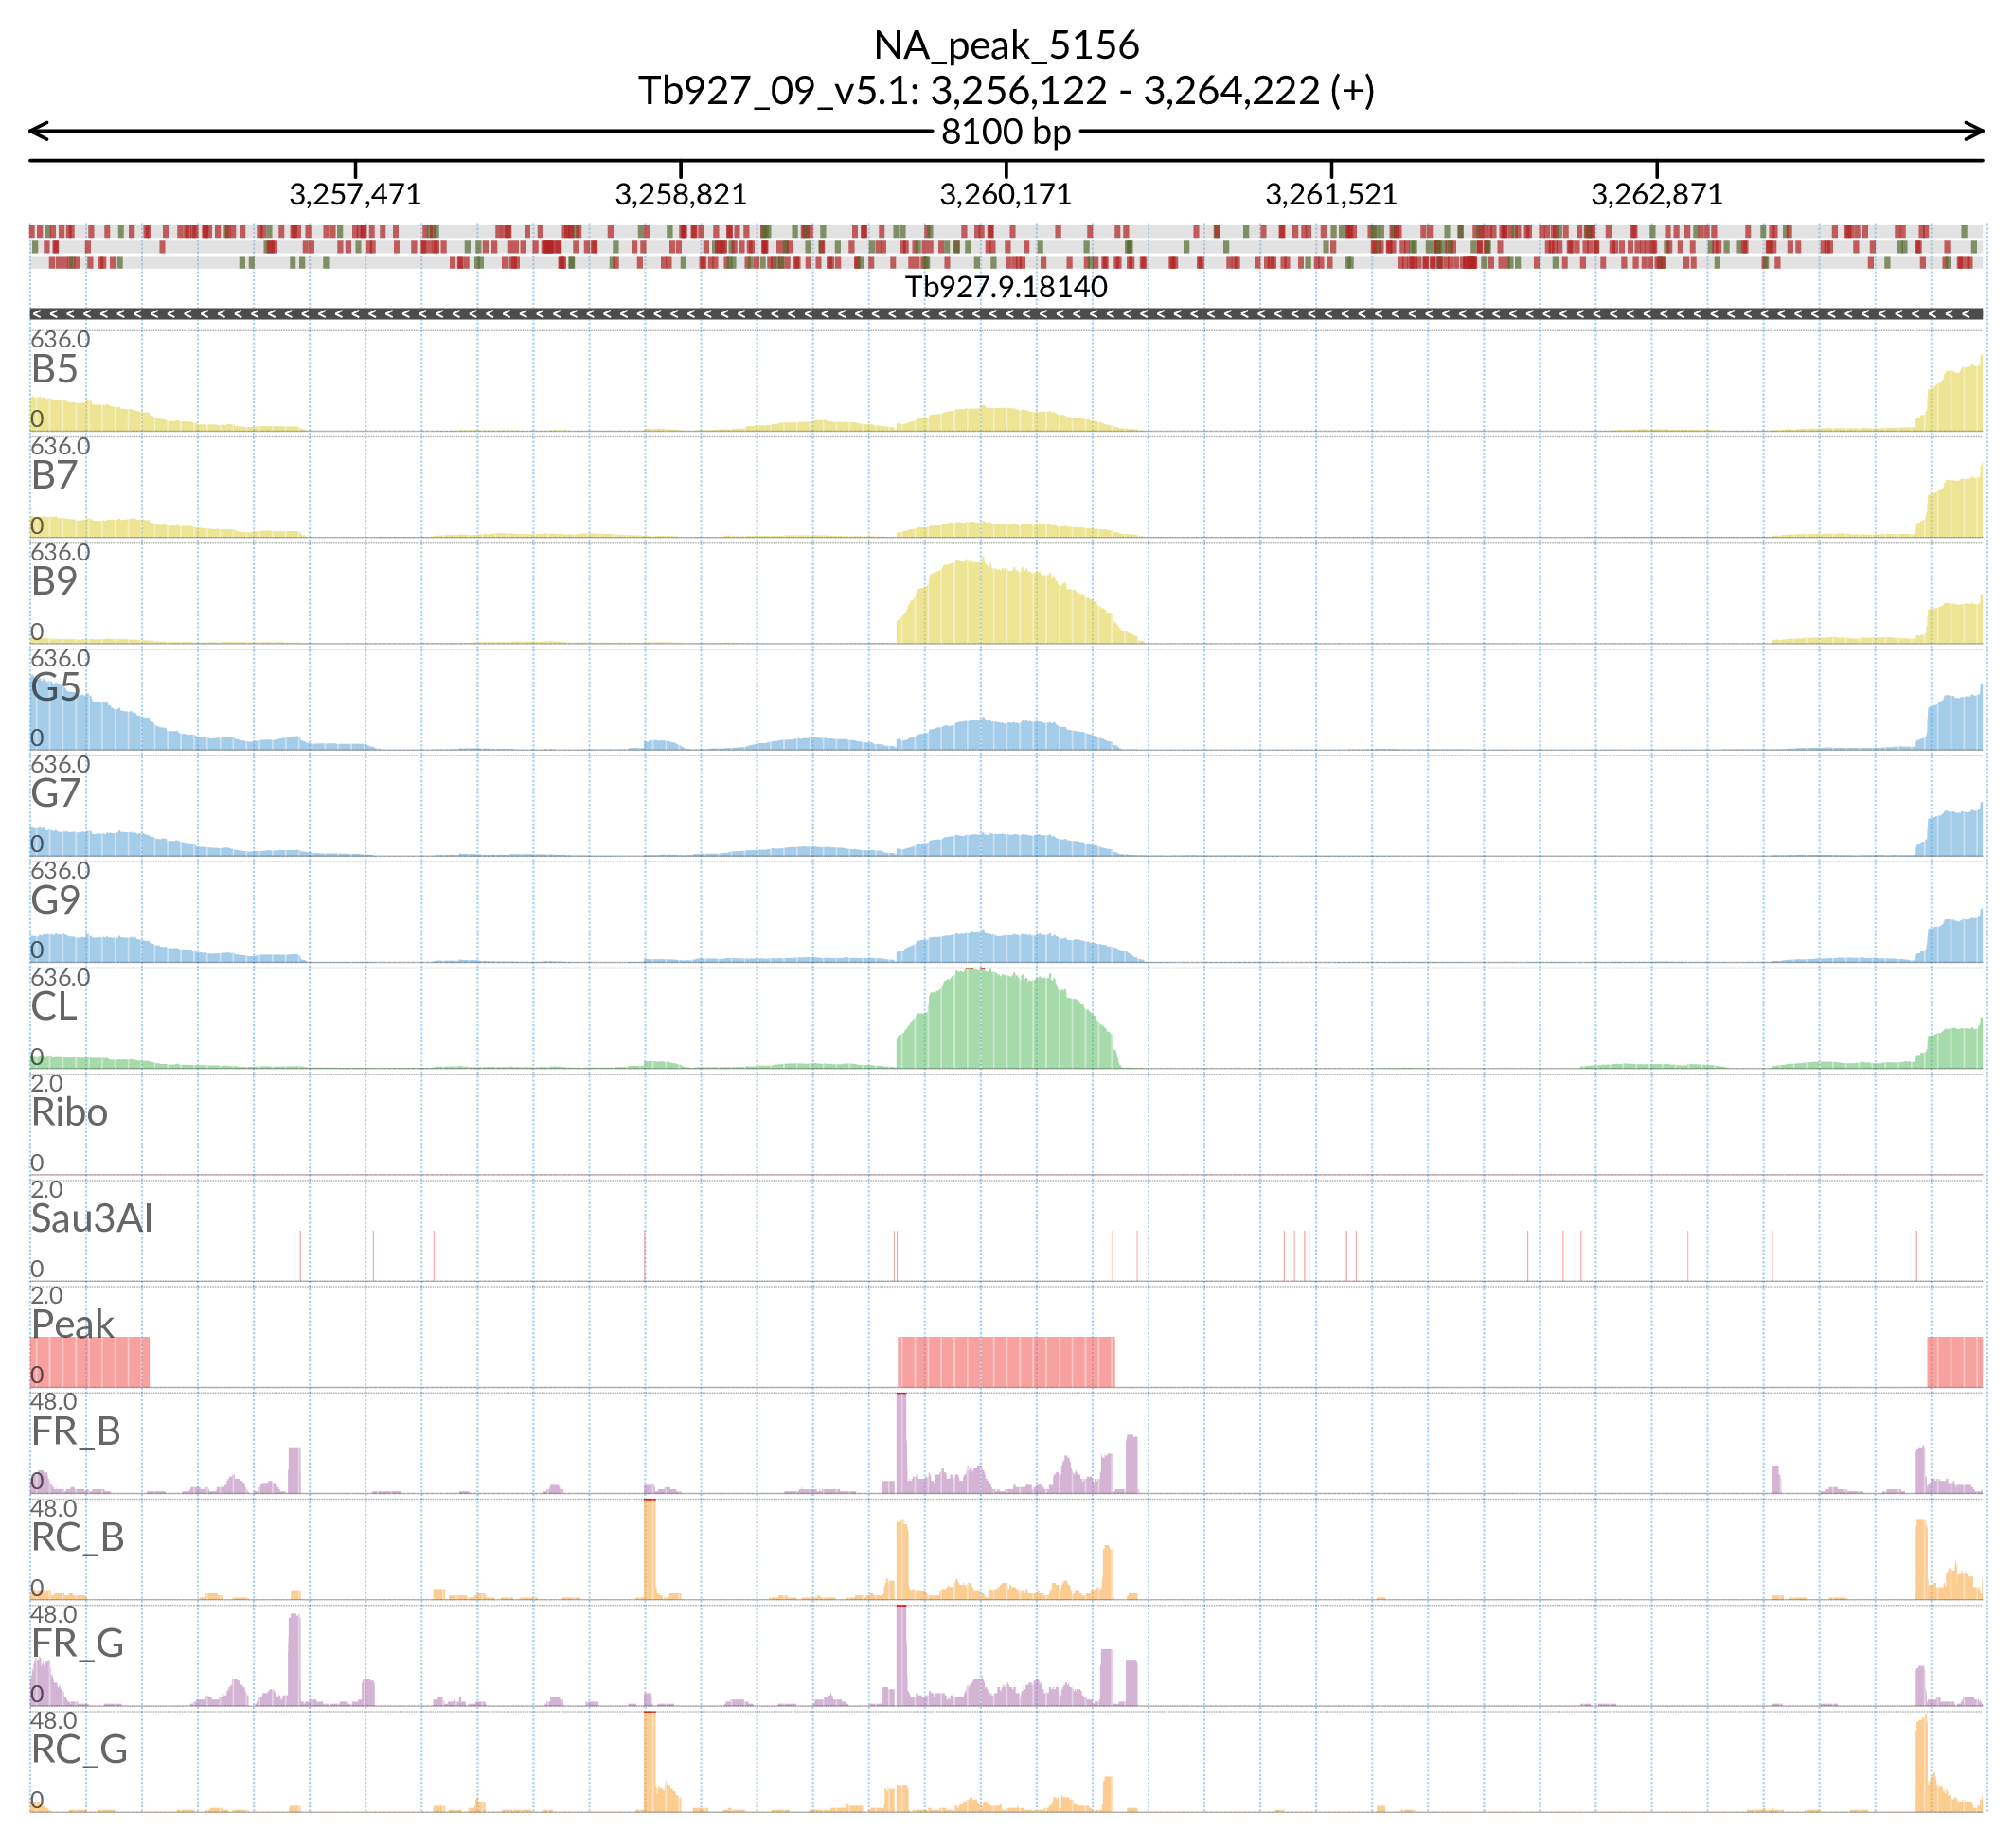 NA_peak_5156
Tb927_09_v5.1: 3,256,122 - 3,264,222 (+)
8100 bp
3,257,471 3,258,821 3,260,171 3,261,521 3,262,871
Tb927.9.18140
636.0
B5
0
636.0
B7
0
636.0
B9
0
636.0
G5
0
636.0
G7
0
636.0
G9
0
636.0
CL
0
2.0
Ribo
0
2.0
Sau3AI
0
2.0
Peak
0
48.0
FR_B
0
48.0
RC_B
0
48.0
FR_G
0
48.0
RC_G
0